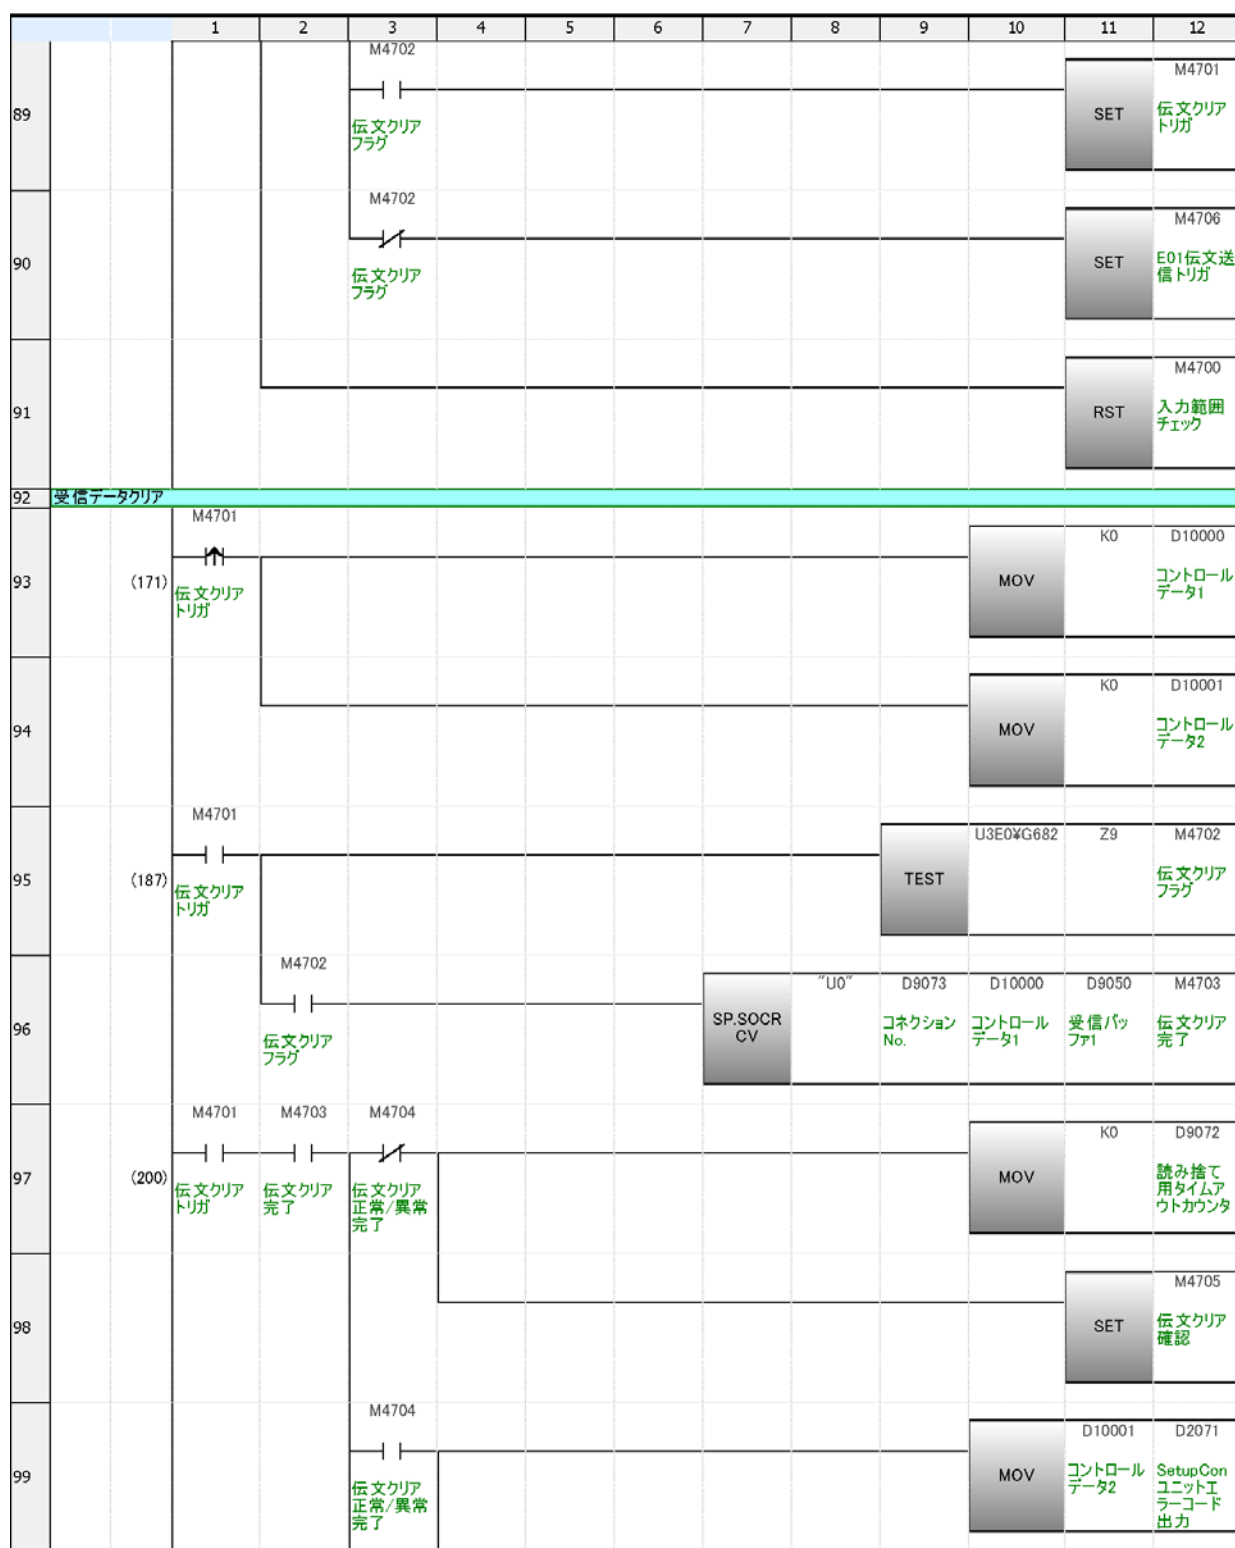 1 2 3 4 5 6 7 8 9 10 11 12
M4702 M4701
89 SET
伝文クリア
フラグ
伝文クリア
トリガ
M4702 M4706
90 SET
伝文クリア
フラグ
E01伝文送
信トリガ
M4700
91 RST
入力範囲
チェック
92 受信データクリア
M4701 K0 D10000
93 (171) MOV
伝文クリア
トリガ
コントロール
データ1
K0 D10001
94 MOV
コントロール
データ2
M4701 U3E0¥G682 Z9 M4702
95 (187) TEST
伝文クリア
トリガ
伝文クリア
フラグ
M4702 "U0" D9073 D10000 D9050 M4703
96
SP.SOCR
CV
伝文クリア
フラグ
コネクション
No.
コントロール
データ1
受信バッ
ファ1
伝文クリア
完了
M4701 M4703 M4704 K0 D9072
97 (200) MOV
伝文クリア
トリガ
伝文クリア
完了
伝文クリア
正常/異常
完了
読み捨て
用タイムア
ウトカウンタ
M4705
98 SET
伝文クリア
確認
M4704 D10001 D2071
99 MOV
伝文クリア
正常/異常
完了
コントロール
データ2
SetupCon
ユニットエ
ラーコード
出力